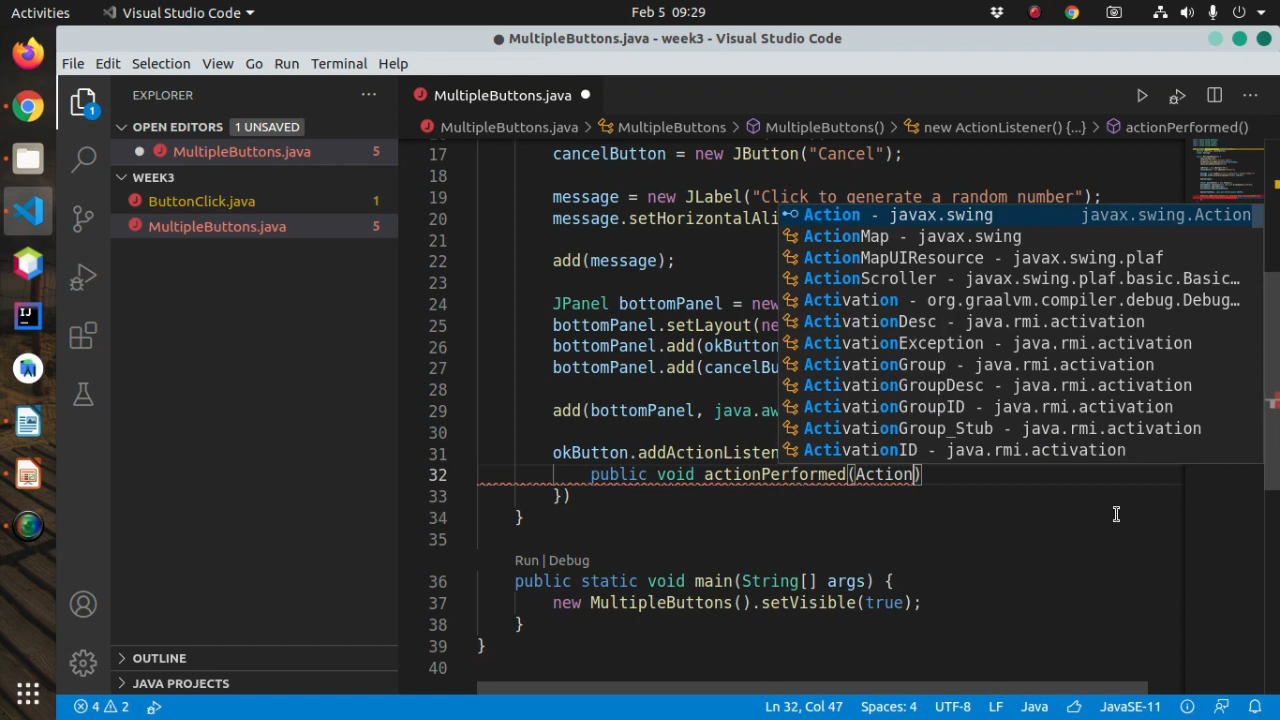 Activities
Visual Studio Code
Feb 5 09:29
MultipleButtons.java - week3 - Visual Studio Code
File Edit Selection View Go Run Terminal Help
EXPLORER
OPEN EDITORS 1 UNSAVED
MultipleButtons.java 5
WEEK3
ButtonClick.java 1
MultipleButtons.java 5
OUTLINE
JAVA PROJECTS
1
MultipleButtons.java
MultipleButtons.java MultipleButtons MultipleButtons() new ActionListener() {...} actionPerformed()
17 cancelButton = new JButton("Cancel");
18
19 message = new JLabel("Click to generate a random number");
20 message.setHorizontalAli
21
22 add(message);
23
24 JPanel bottomPanel = new
25 bottomPanel.setLayout(ne
26 bottomPanel.add(okButton
27 bottomPanel.add(cancelBu
28
29 add(bottomPanel, java.aw
30
31 okButton.addActionListen
32 public void actionPerformed(Action)
33 })
34 }
35
Run | Debug
36 public static void main(String[] args) {
37 new MultipleButtons().setVisible(true);
38 }
39 }
40
Action - javax.swing javax.swing.Action
ActionMap - javax.swing
ActionMapUIResource - javax.swing.plaf
ActionScroller - javax.swing.plaf.basic.Basic…
Activation - org.graalvm.compiler.debug.Debug…
ActivationDesc - java.rmi.activation
ActivationException - java.rmi.activation
ActivationGroup - java.rmi.activation
ActivationGroupDesc - java.rmi.activation
ActivationGroupID - java.rmi.activation
ActivationGroup_Stub - java.rmi.activation
ActivationID - java.rmi.activation
4 2
Ln 32, Col 47 Spaces: 4 UTF-8 LF Java JavaSE-11